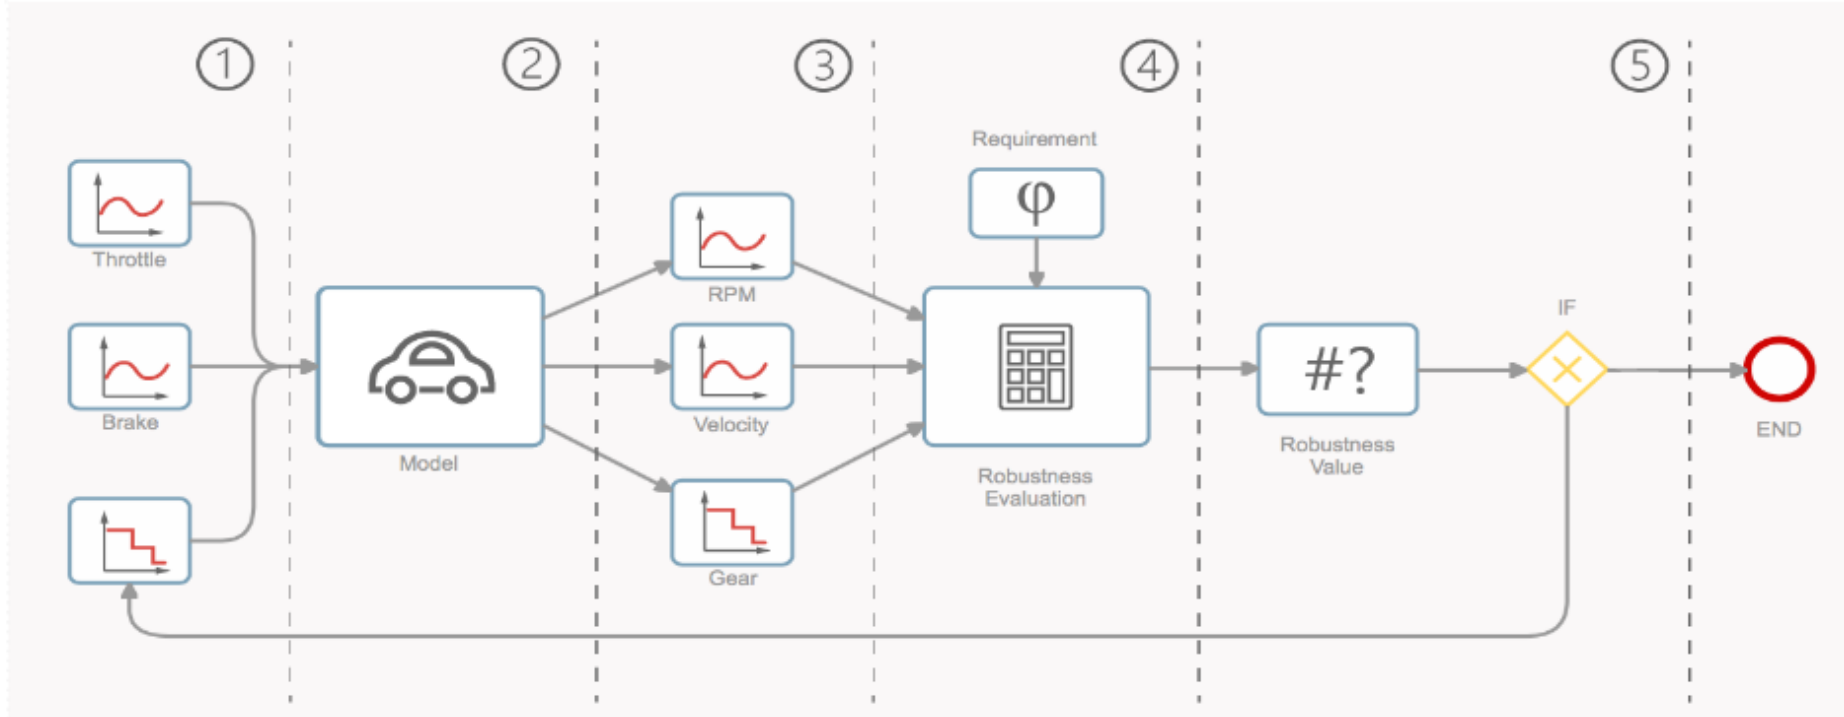 1
2
3
4
5
Requirement
φ
Throttle
RPM
IF
Brake
Velocity
#?
Model
Robustness
Evaluation
Robustness
Value
END
Gear